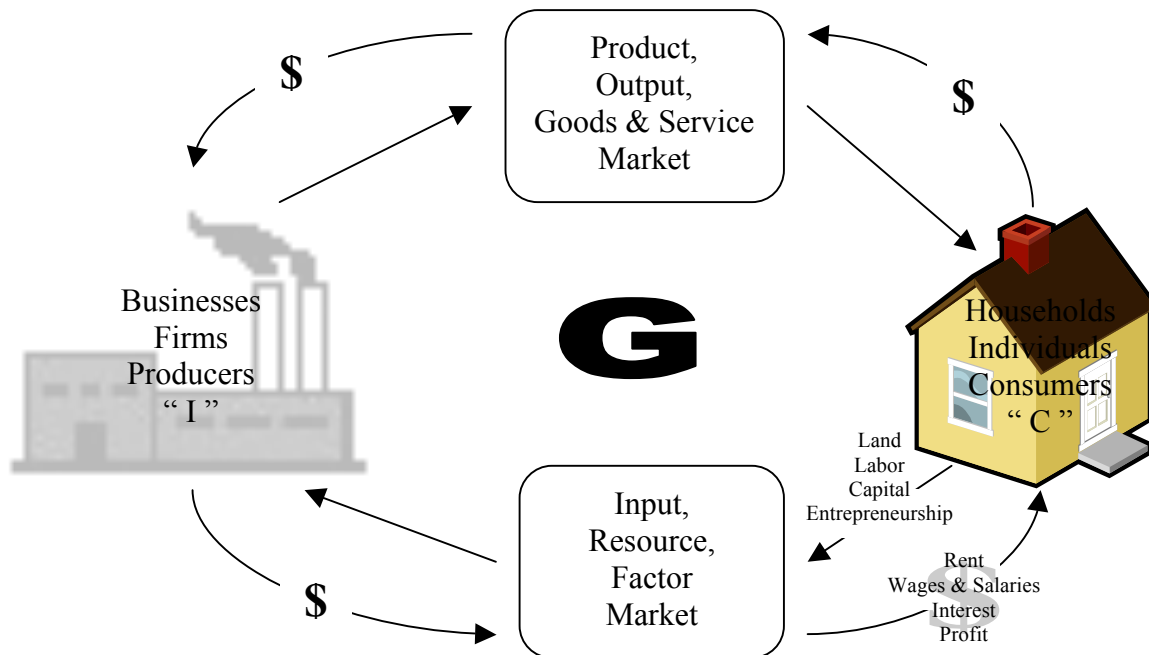 Product,
Output,
Goods & Service
Market
$
$
Businesses
Firms
Producers
“ I ”
G
Households
Individuals
Consumers
“ C ”
Land
Labor
Capital
Entrepreneurship
Input,
Resource,
Factor
Market
$
$
Rent
Wages & Salaries
Interest
Profit